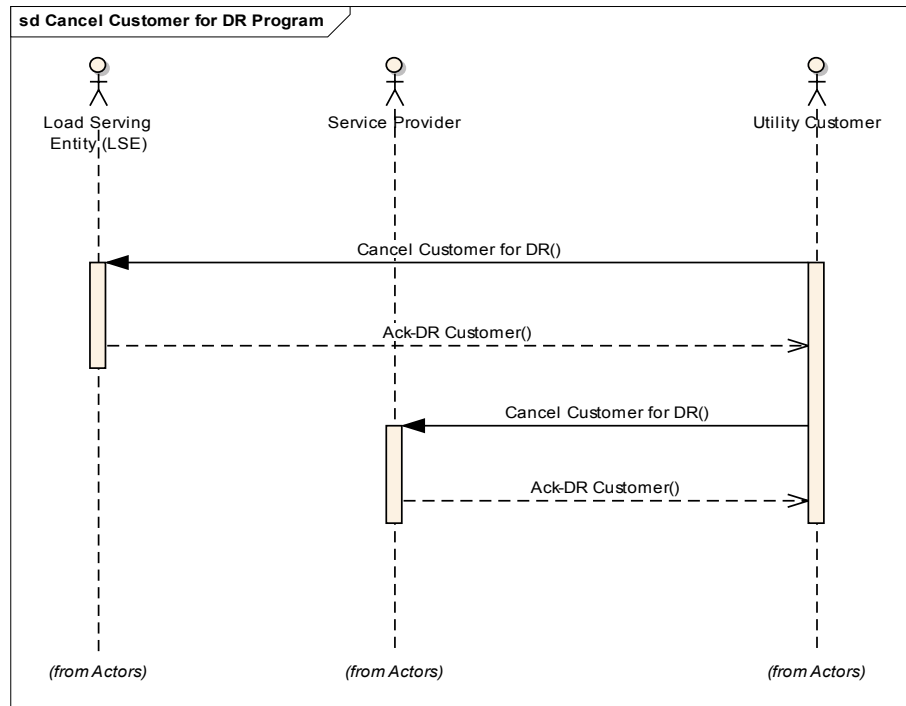 sd Cancel Customer for DR Program
Load Serving
Entity (LSE)
Service Provider
Utility Customer
Cancel Customer for DR()
Ack-DR Customer()
Cancel Customer for DR()
Ack-DR Customer()
(from Actors)
(from Actors)
(from Actors)